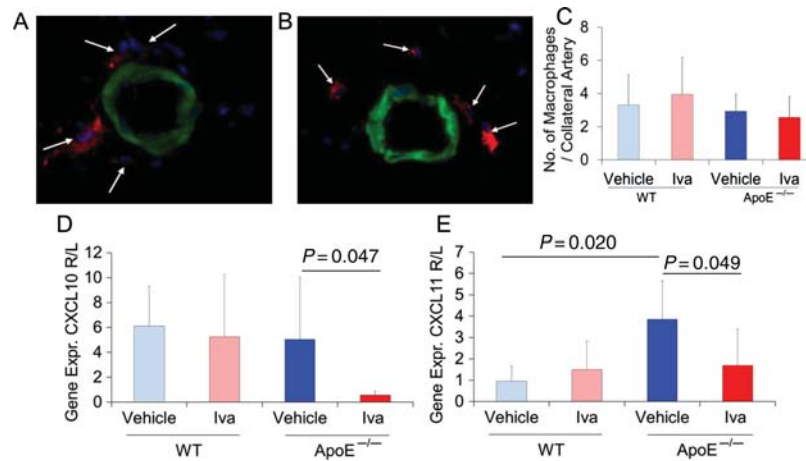 A
B
C
No. of Macrophages
/ Collateral Artery
8
6
4
2
0
Vehicle Iva Vehicle Iva
WT ApoE−/−
D
Gene Expr. CXCL10 R/L
12
10
8
6
4
2
0
P = 0.047
Vehicle Iva Vehicle Iva
WT ApoE−/−
E
Gene Expr. CXCL11 R/L
7
6
5
4
3
2
1
0
P = 0.020
P = 0.049
Vehicle Iva Vehicle Iva
WT ApoE−/−